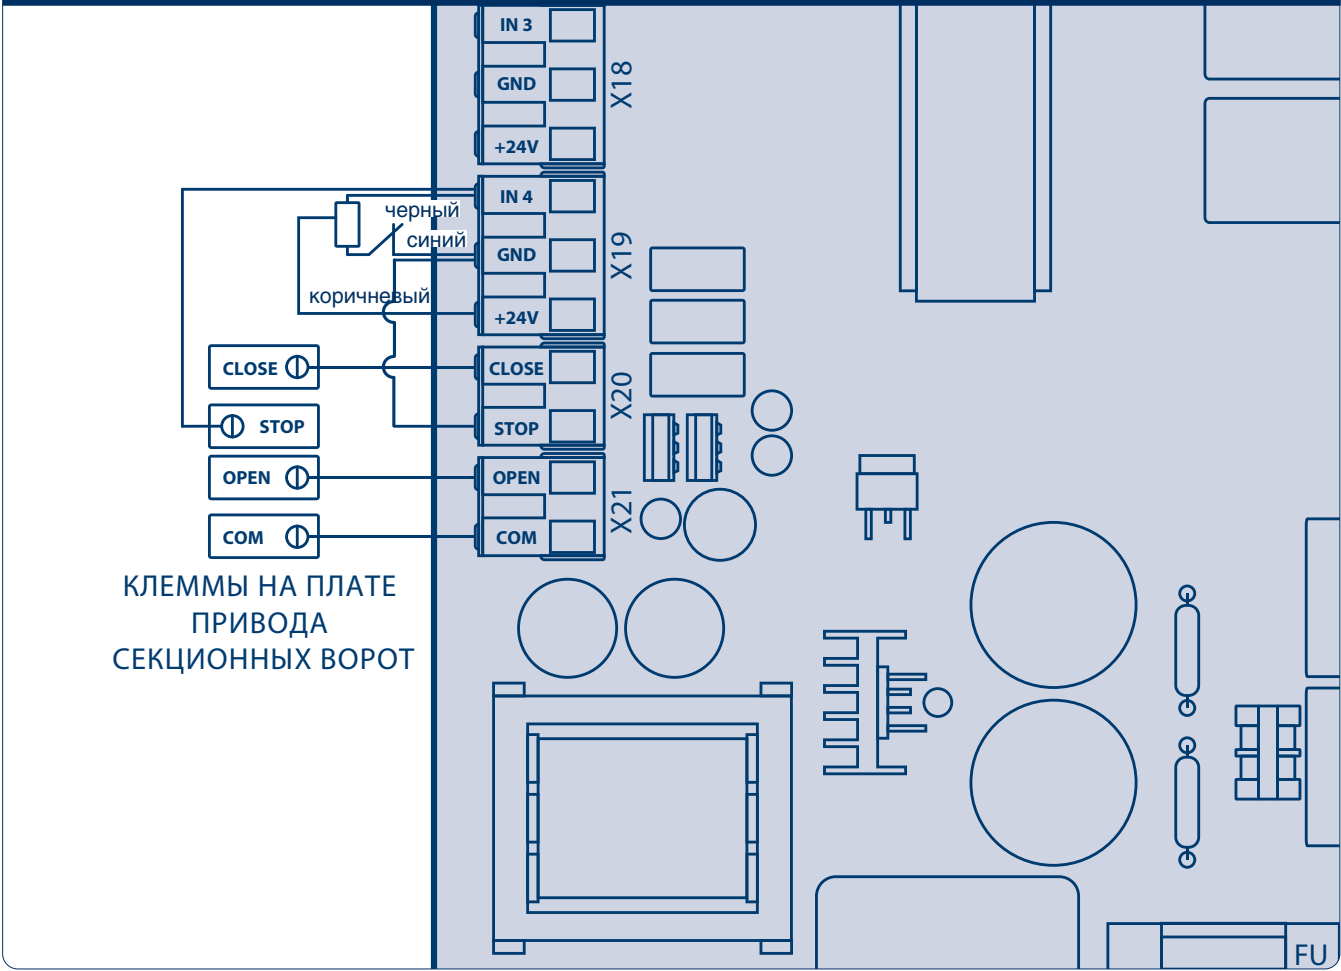 IN 3
GND
+24V
X18
IN 4
черный
синий
GND
X19
коричневый
+24V
CLOSE
CLOSE
X20
STOP
STOP
OPEN
OPEN
X21
COM
COM
КЛЕММЫ НА ПЛАТЕ
ПРИВОДА
СЕКЦИОННЫХ ВОРОТ
FU